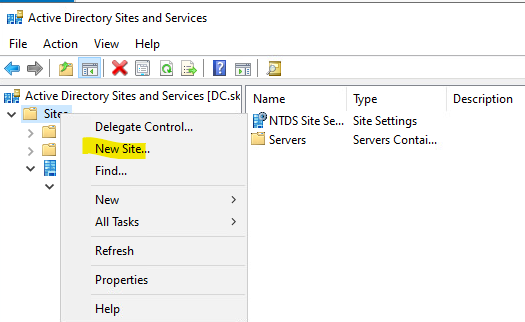 Active Directory Sites and Services
File Action View Help
Active Directory Sites and Services [DC.sk
Sites
Delegate Control...
New Site...
Find...
New
All Tasks
Refresh
Properties
Help
Name Type Description
NTDS Site Se... Site Settings
Servers Servers Contai...